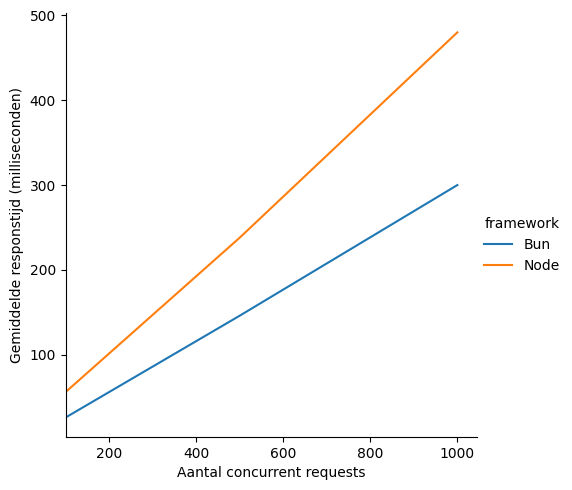 500
400
300
200
100
Gemiddelde responstijd (milliseconden)
framework
Bun
Node
200 400 600 800 1000
Aantal concurrent requests